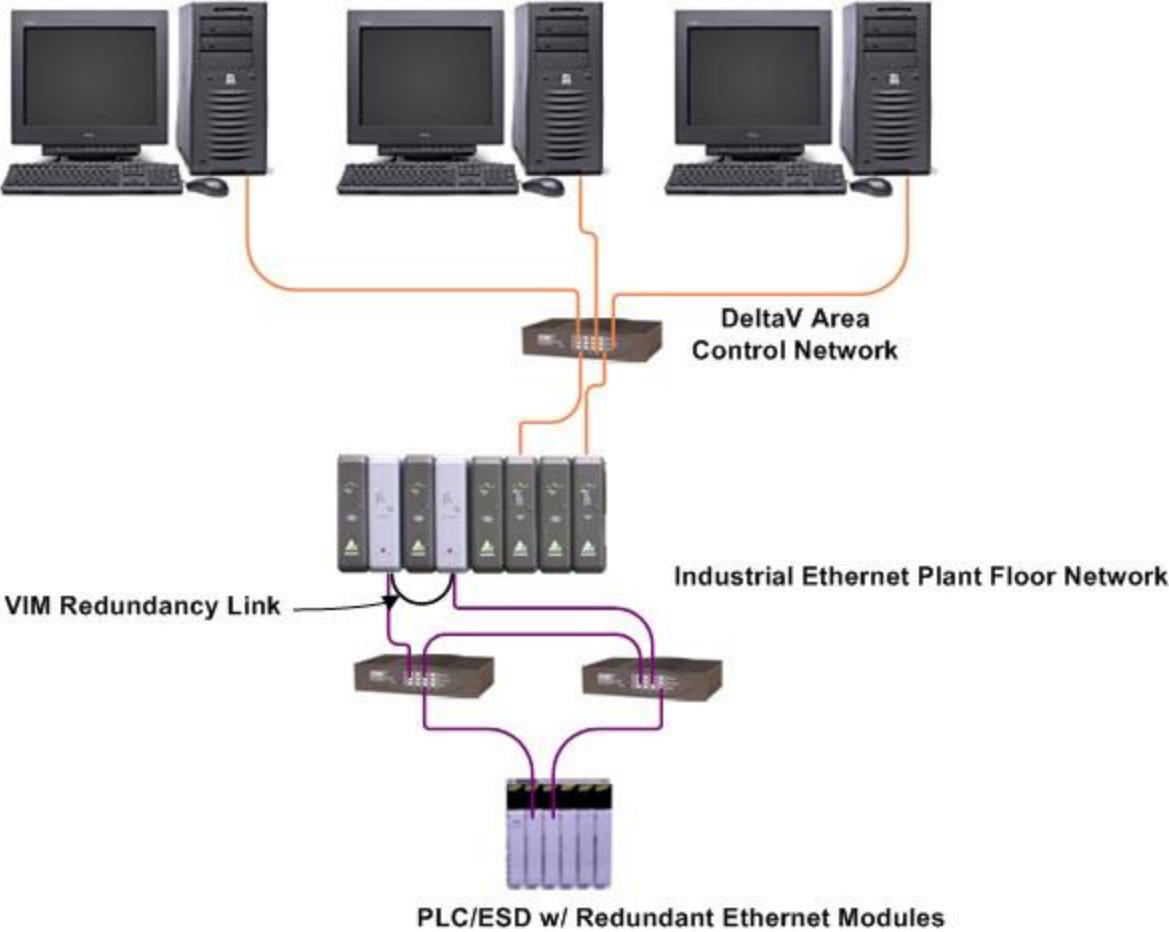 DeltaV Area
Control Network
Industrial Ethernet Plant Floor Network
VIM Redundancy Link
PLC/ESD w/ Redundant Ethernet Modules